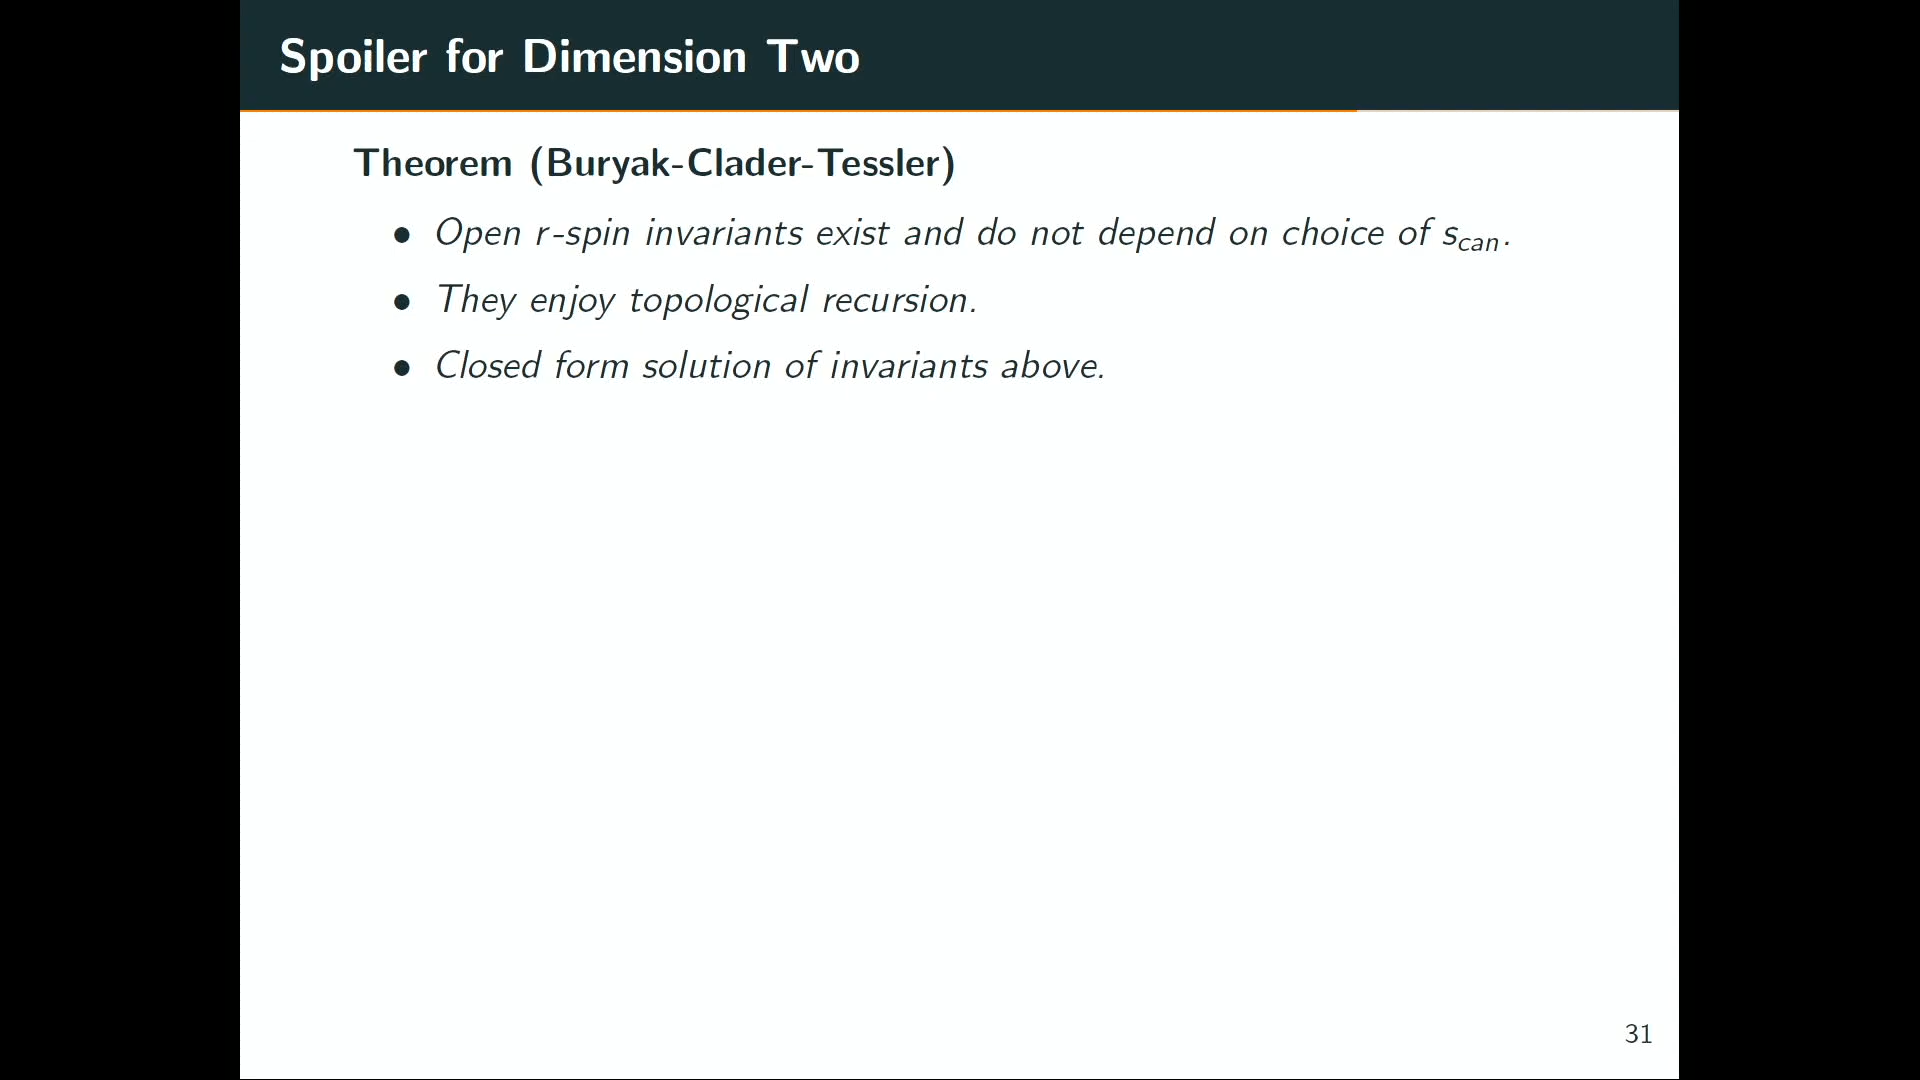 Spoiler for Dimension Two
Theorem (Buryak-Clader-Tessler)
• Open r-spin invariants exist and do not depend on choice of s_can.
• They enjoy topological recursion.
• Closed form solution of invariants above.
31